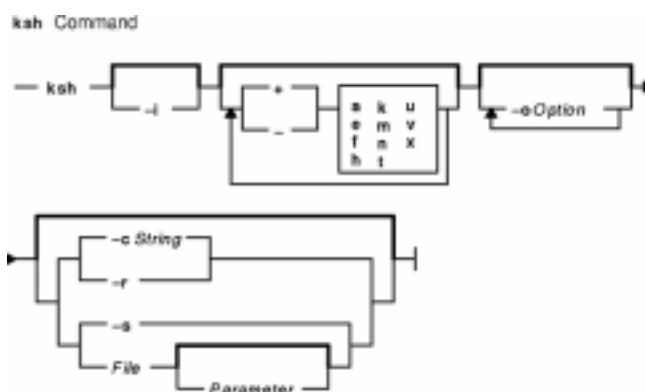 ksh Command
ksh
-i
+
-
a k u
e m v
f n x
h t
-o Option
-c String
-r
-s
File
Parameter